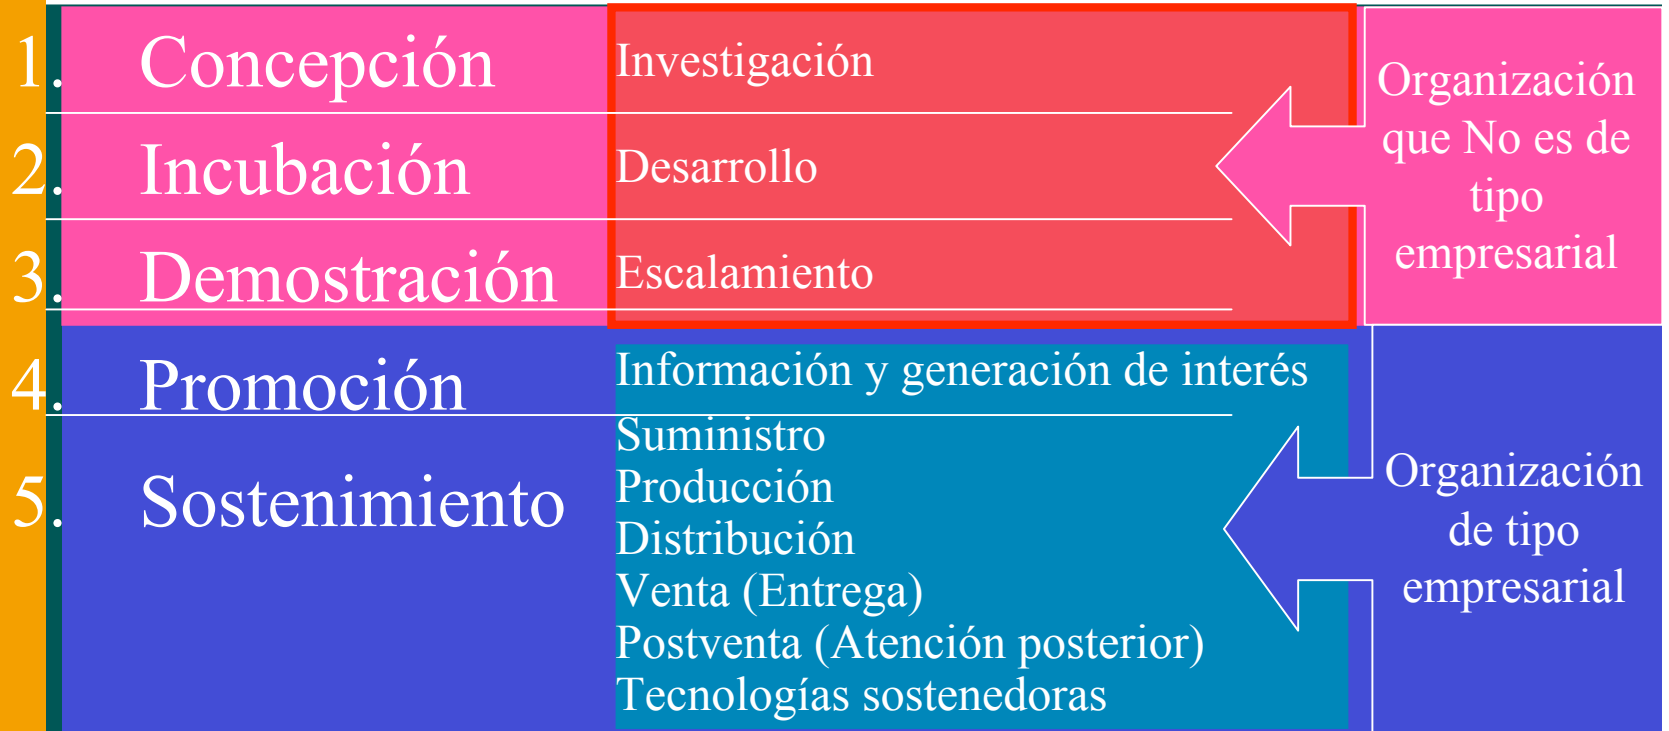 1. Concepción Investigación
2. Incubación Desarrollo
3. Demostración Escalamiento
Organización
que No es de
tipo
empresarial
4. Promoción Información y generación de interés
5. Sostenimiento
Suministro
Producción
Distribución
Venta (Entrega)
Postventa (Atención posterior)
Tecnologías sostenedoras
Organización
de tipo
empresarial